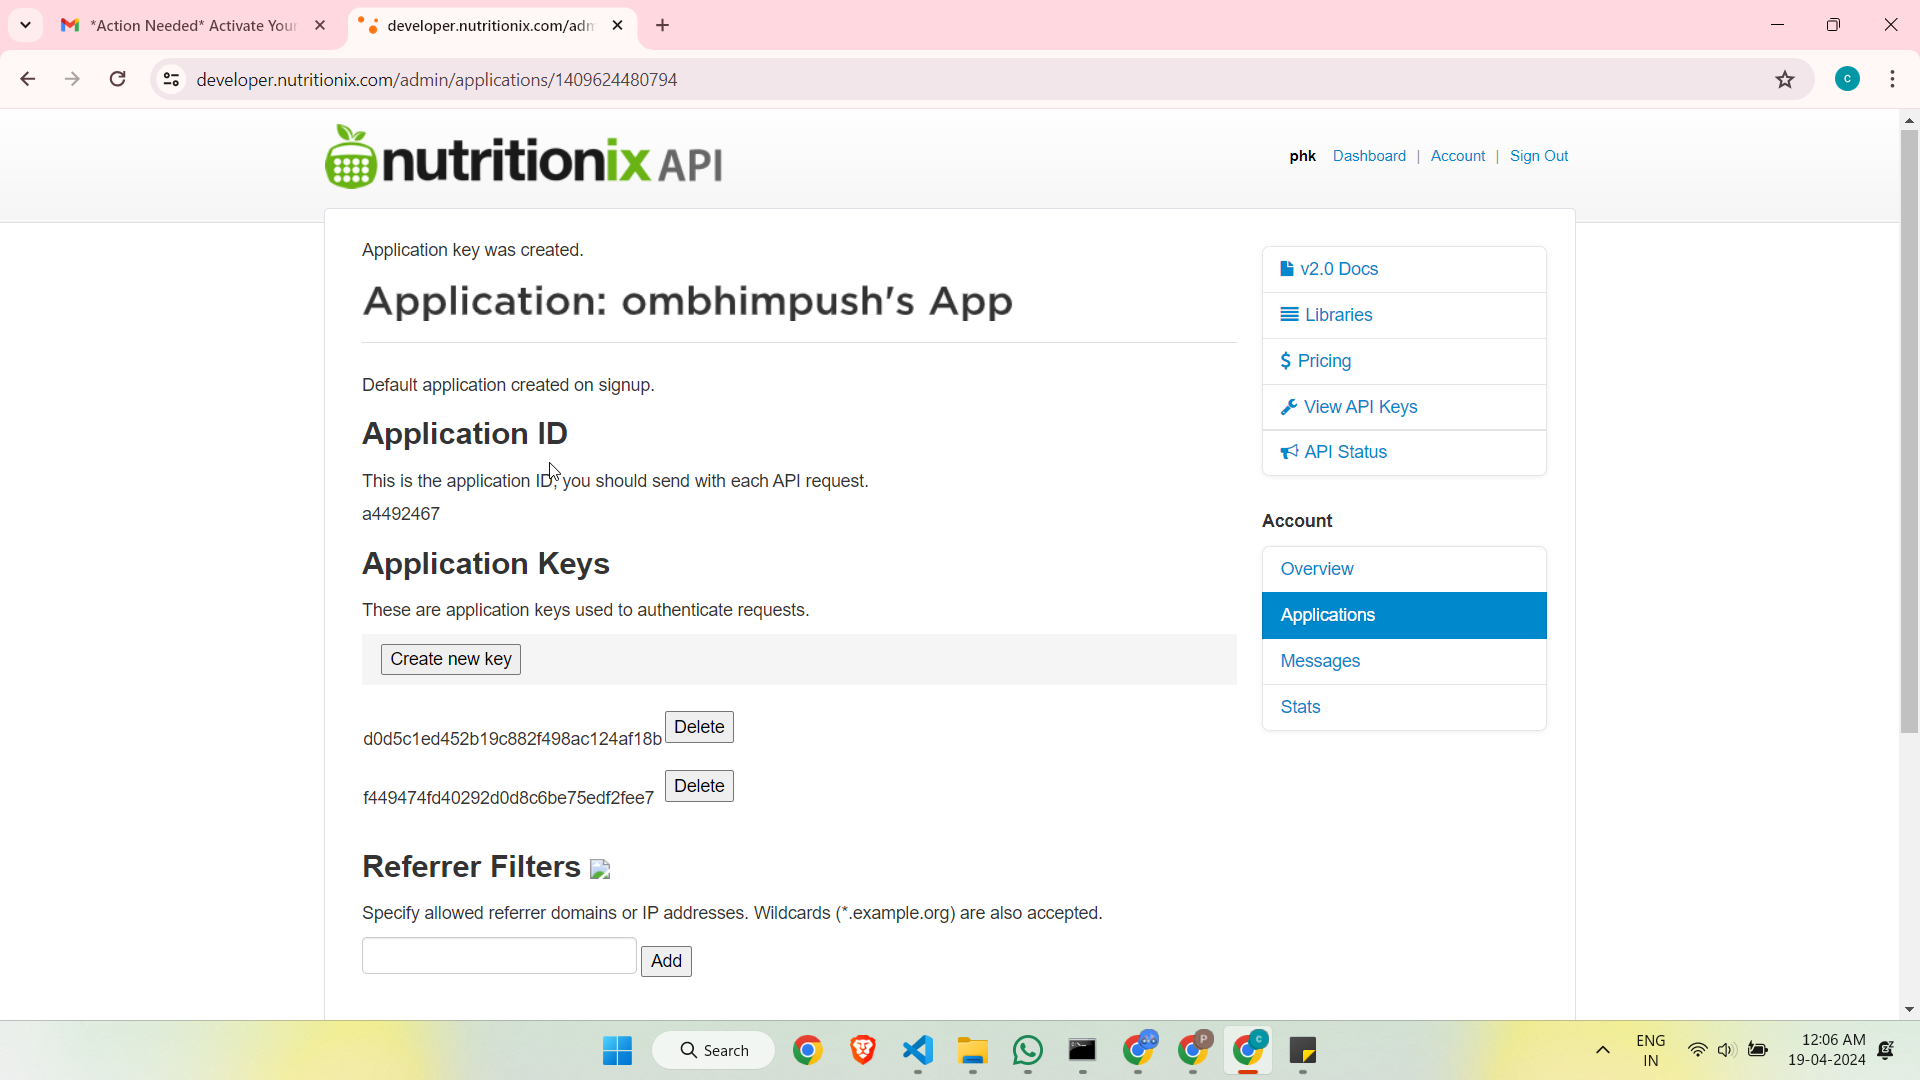 *Action Needed* Activate Your
developer.nutritionix.com/adm
developer.nutritionix.com/admin/applications/1409624480794
c
nutritionix API
phk Dashboard | Account | Sign Out
Application key was created.
Application: ombhimpush's App
Default application created on signup.
Application ID
This is the application ID, you should send with each API request.
a4492467
Application Keys
These are application keys used to authenticate requests.
Create new key
d0d5c1ed452b19c882f498ac124af18b Delete
f449474fd40292d0d8c6be75edf2fee7 Delete
Referrer Filters
Specify allowed referrer domains or IP addresses. Wildcards (*.example.org) are also accepted.
Add
v2.0 Docs
Libraries
$ Pricing
View API Keys
API Status
Account
Overview
Applications
Messages
Stats
Search
P
c
ENG
IN
12:06 AM
19-04-2024